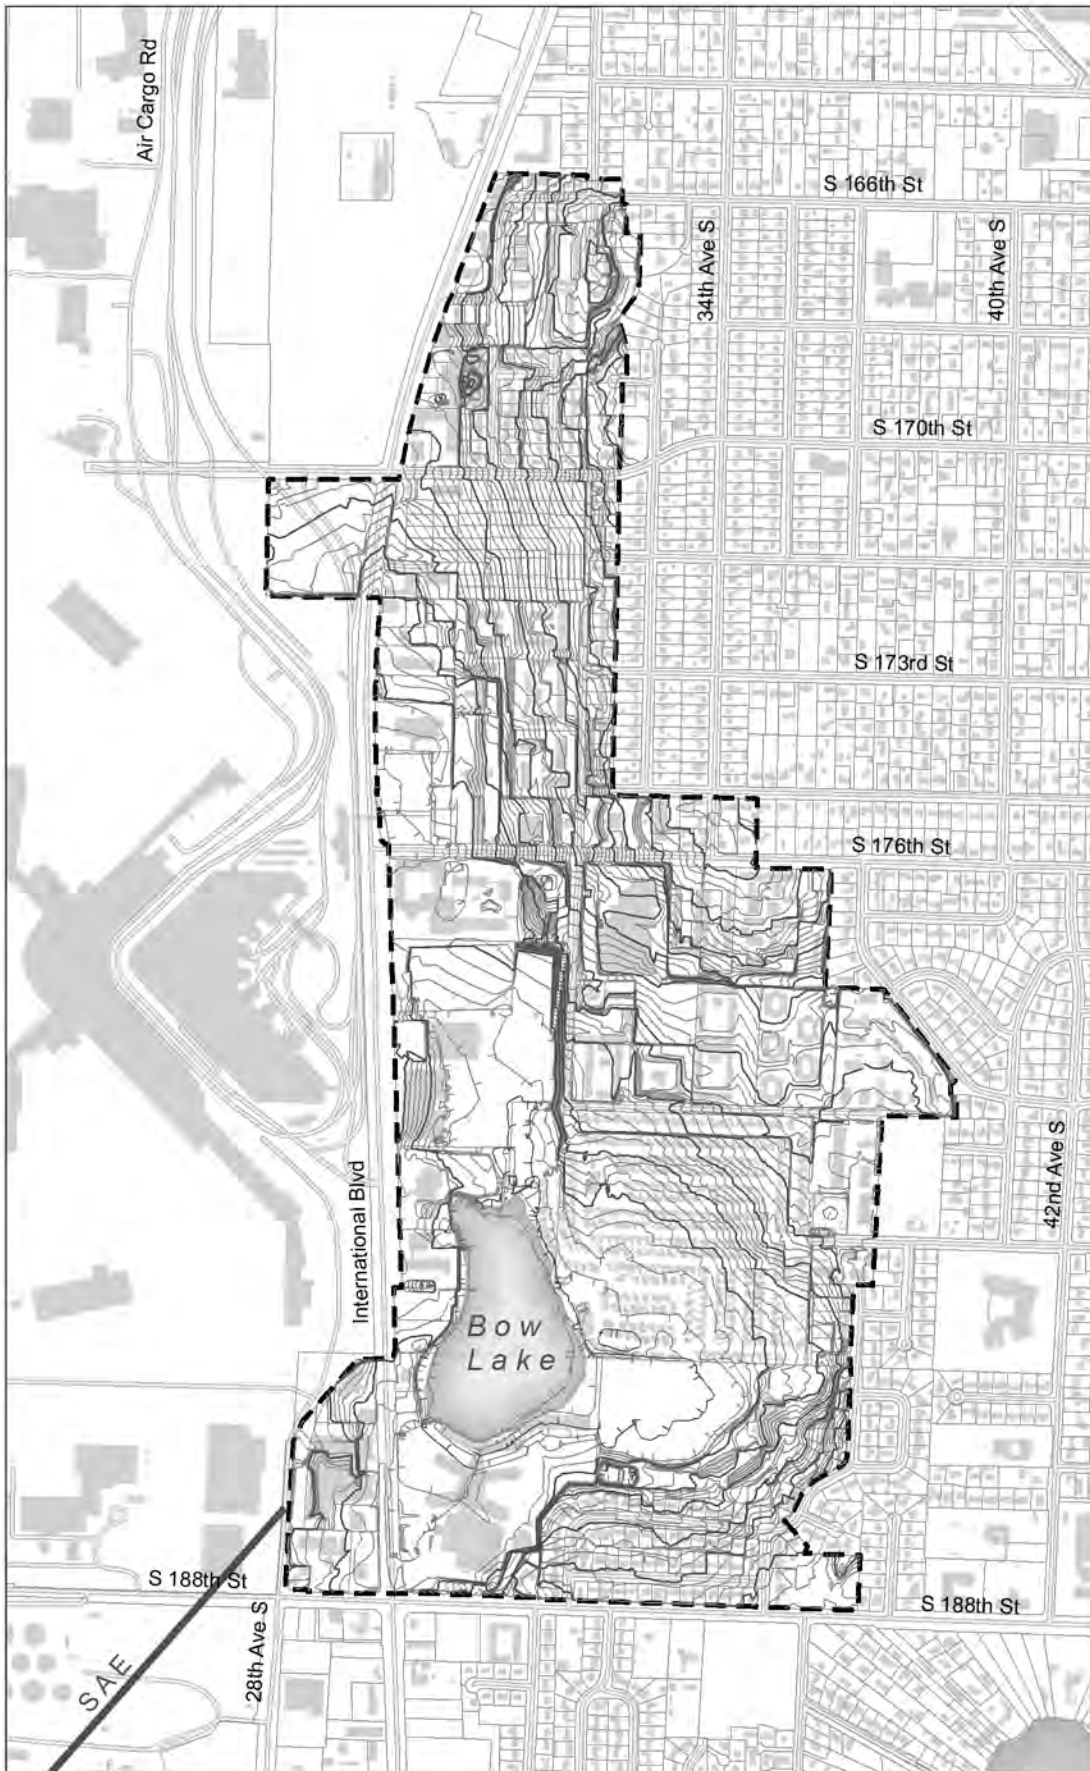 Air Cargo Rd
S 166th St
34th Ave S
40th Ave S
S 170th St
S 173rd St
S 176th St
International Blvd
42nd Ave S
Bow
Lake
S 188th St
S 188th St
28th Ave S
SAE